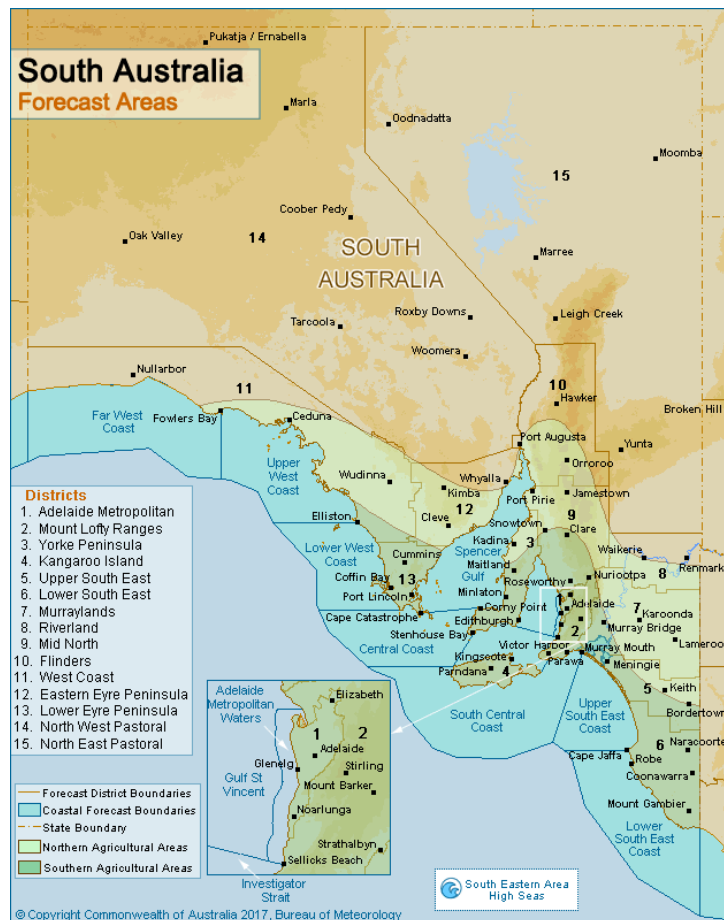 Pukatja / Ernabella
South Australia
Forecast Areas
Marla
Oodnadatta
Moomba
15
Coober Pedy
Oak Valley
14
SOUTH
AUSTRALIA
Marree
Roxby Downs
Leigh Creek
Tarcoola
Woomera
Nullarbor
10
11
Hawker
Far West
Coast
Fowlers Bay
Ceduna
Broken Hill
Port Augusta
Yunta
Upper
West
Coast
Orroroo
Wudinna
Whyalla
Kimba
Port Pirie
Jamestown
12
9
Elliston
Cleve
Snowtown
Clare
Lower West
Coast
Kadina
3
Spencer
Gulf
Waikerie
Renmark
Cummins
Maitland
8
Coffin Bay
13
Roseworthy
Nuriootpa
Port Lincoln
Minlaton
1
Adelaide
7
Karoonda
Cape Catastrophe
Corny Point
Edithburgh
2
Murray Bridge
Stenhouse Bay
Central Coast
Victor Harbor
Murray Mouth
Lameroo
Kingscote
Parawa
Meningie
Parndana
4
5
Keith
South Central
Coast
Upper
South East
Coast
Bordertown
6
Naracoorte
Cape Jaffa
Robe
Coonawarra
Mount Gambier
Lower
South East
Coast
Districts
1. Adelaide Metropolitan
2. Mount Lofty Ranges
3. Yorke Peninsula
4. Kangaroo Island
5. Upper South East
6. Lower South East
7. Murraylands
8. Riverland
9. Mid North
10. Flinders
11. West Coast
12. Eastern Eyre Peninsula
13. Lower Eyre Peninsula
14. North West Pastoral
15. North East Pastoral
Forecast District Boundaries
Coastal Forecast Boundaries
State Boundary
Northern Agricultural Areas
Southern Agricultural Areas
Adelaide
Metropolitan
Waters
Elizabeth
1
2
Adelaide
Glenelg
Stirling
Gulf St
Vincent
Mount Barker
Noarlunga
Strathalbyn
Sellicks Beach
Investigator
Strait
South Eastern Area
High Seas
© Copyright Commonwealth of Australia 2017, Bureau of Meteorology